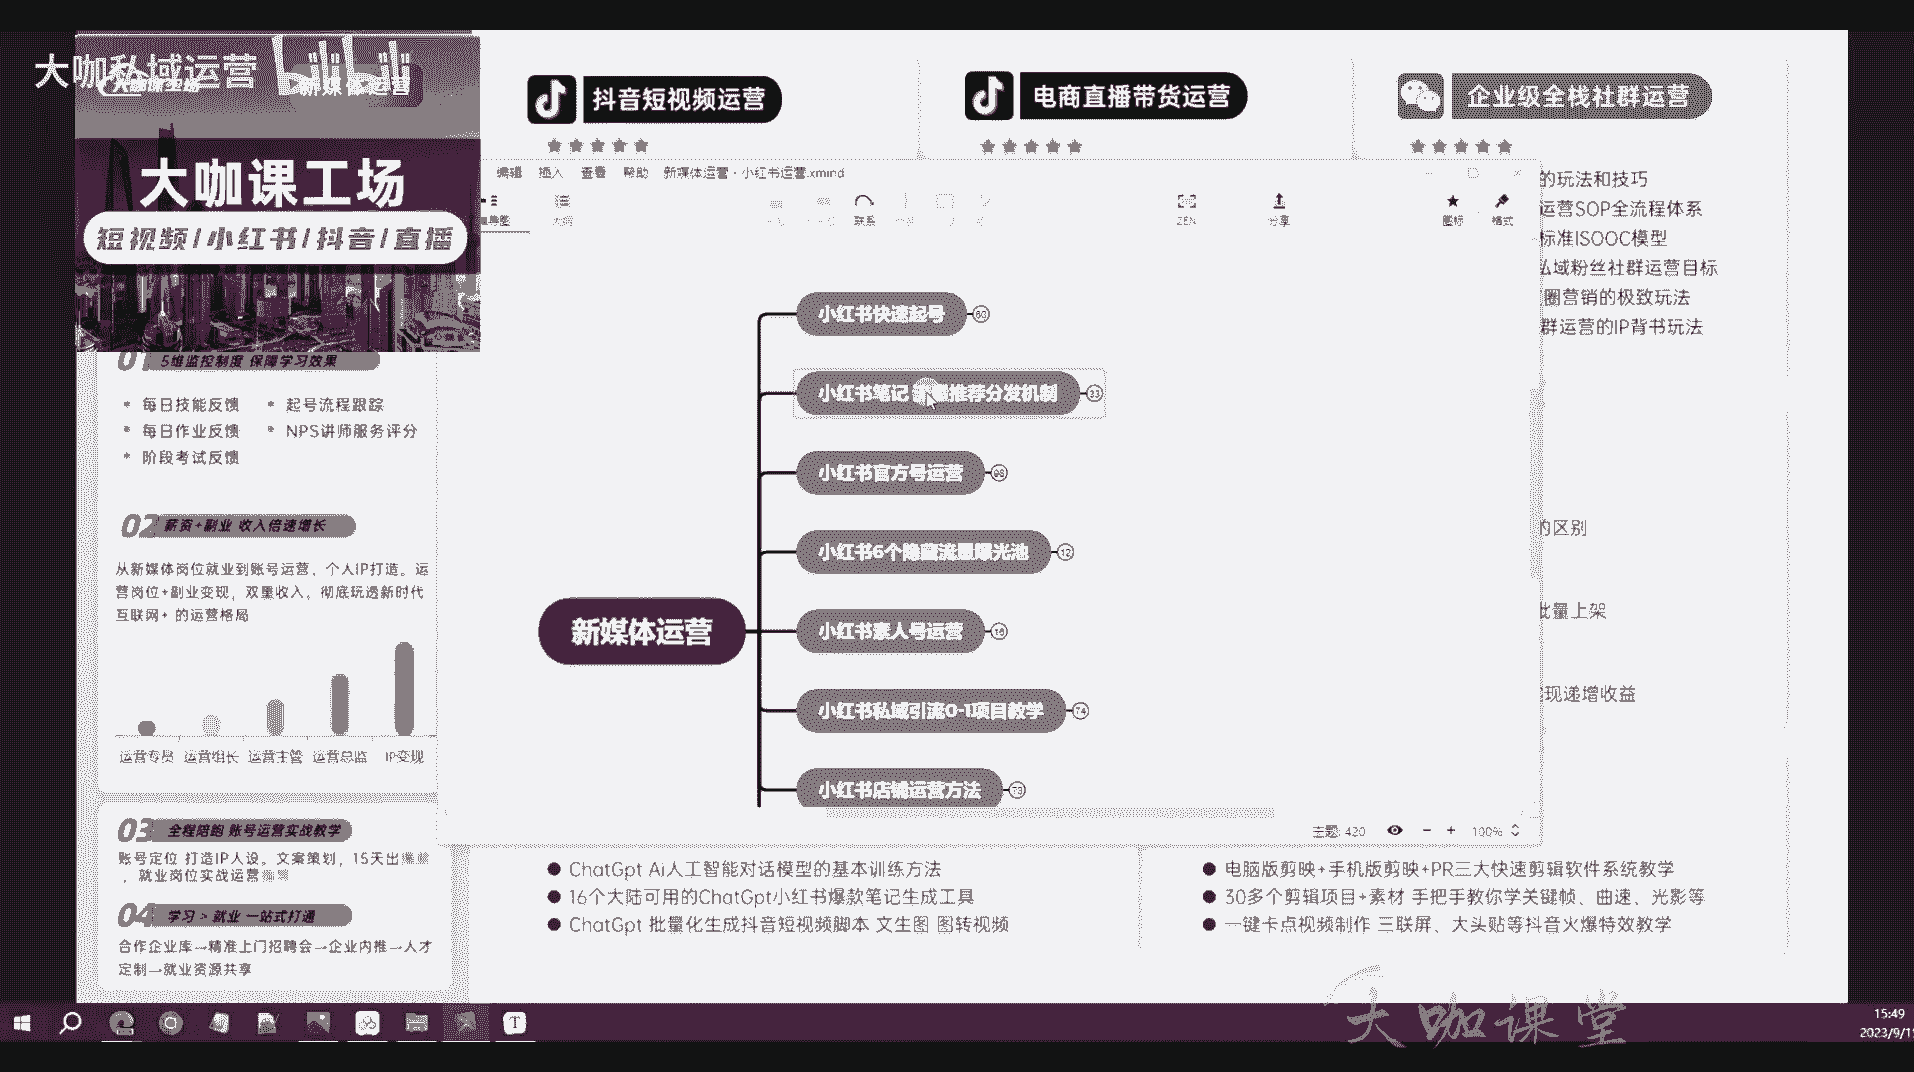 大咖私域运营
bilibili
新媒体运营
大咖课工场
短视频/小红书/抖音/直播
01 5维监控制度 保障学习效果
* 每日技能反馈 * 起号流程跟踪
* 每日作业反馈 * NPS讲师服务评分
* 阶段考试反馈
02 薪资+副业 收入倍速增长
从新媒体岗位就业到账号运营、个人IP打造。运
营岗位+副业变现，双重收入，彻底玩透新时代
互联网+ 的运营格局
运营专员 运营组长 运营主管 运营总监 IP变现
03 全程陪跑 账号运营实战教学
账号定位 打造IP人设。文案策划，15天出
，就业岗位实战运营
04 学习 > 就业 一站式打通
合作企业库→精准上门招聘会→企业内推→人才
定制→就业资源共享
抖音短视频运营
电商直播带货运营
企业级全栈社群运营
的玩法和技巧
运营SOP全流程体系
标准ISOOC模型
私域粉丝社群运营目标
圈营销的极致玩法
群运营的IP背书玩法
的区别
批量上架
现递增收益
编辑 插入 查看 帮助 新媒体运营 - 小红书运营.xmind
联系 ZEN 分享 图标 格式
新媒体运营
小红书快速起号 60
小红书笔记 推荐分发机制 33
小红书官方号运营 98
小红书6个隐藏流量曝光池 12
小红书素人号运营 16
小红书私域引流0-1项目教学 74
小红书店铺运营方法 73
主题: 420 100%
ChatGpt Ai人工智能对话模型的基本训练方法
16个大陆可用的ChatGpt小红书爆款笔记生成工具
ChatGpt 批量化生成抖音短视频脚本 文生图 图转视频
电脑版剪映+手机版剪映+PR三大快速剪辑软件系统教学
30多个剪辑项目+素材 手把手教你学关键帧、曲速、光影等
一键卡点视频制作 三联屏、大头贴等抖音火爆特效教学
大咖课堂
15:49
2023/9/1